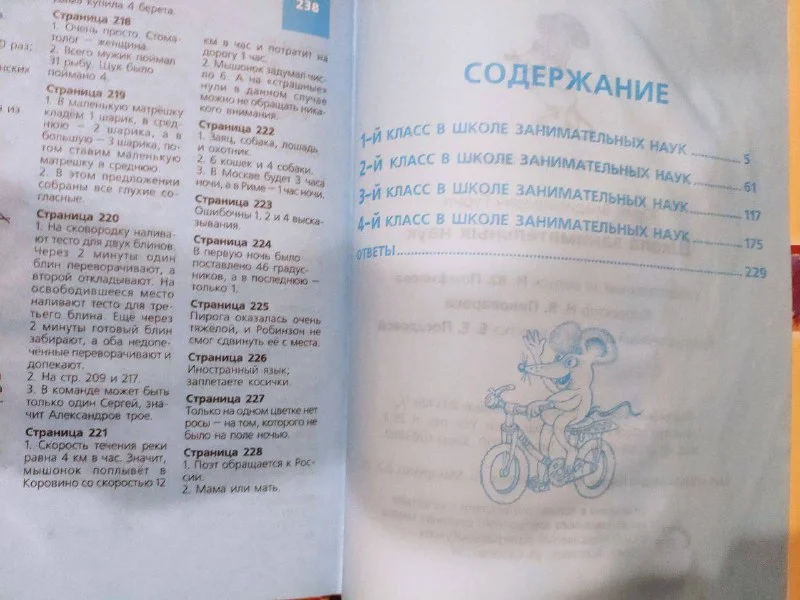 купила 4 берета.
Страница 218
1. Очень просто. Стома-
толог – женщина.
2. Всего мужик поймал
31 рыбу. Щук было
поймано 4.
Страница 219
1. В маленькую матрёшку
кладём 1 шарик, в сред-
нюю – 2 шарика, а в
большую – 3 шарика, по-
том ставим маленькую
матрешку в среднюю.
2. В этом предложении
собраны все глухие со-
гласные.
Страница 220
1. На сковородку налива-
ют тесто для двух блинов.
Через 2 минуты один
блин переворачивают, а
второй откладывают. На
освободившееся место
наливают тесто для тре-
тьего блина. Ещё через
2 минуты готовый блин
забирают, а оба недопе-
чённые переворачивают и
допекают.
2. На стр. 209 и 217.
3. В команде может быть
только один Сергей, зна-
чит Александров трое.
Страница 221
1. Скорость течения реки
равна 4 км в час. Значит,
мышонок поплывёт в
Коровино со скоростью 12
238
км в час и потратит на
дорогу 1 час.
2. Мышонок задумал чис-
ло 6. А на «страшные»
нули в данном случае
можно не обращать ника-
кого внимания.
Страница 222
1. Заяц, собака, лошадь
и охотник.
2. 6 кошек и 4 собаки.
3. В Москве будет 3 часа
ночи, а в Риме – 1 час ночи.
Страница 223
Ошибочны 1, 2 и 4 выска-
зывания.
Страница 224
В первую ночь было
поставлено 46 градус-
ников, а в последнюю –
только 1.
Страница 225
Пирога оказалась очень
тяжёлой, и Робинзон не
смог сдвинуть её с места.
Страница 226
Иностранный язык;
заплетаете косички.
Страница 227
Только на одном цветке нет
росы – на том, которого не
было на поле ночью.
Страница 228
1. Поэт обращается к Рос-
сии.
2. Мама или мать.
СОДЕРЖАНИЕ
1-й КЛАСС В ШКОЛЕ ЗАНИМАТЕЛЬНЫХ НАУК 5
2-й КЛАСС В ШКОЛЕ ЗАНИМАТЕЛЬНЫХ НАУК 61
3-й КЛАСС В ШКОЛЕ ЗАНИМАТЕЛЬНЫХ НАУК 117
4-й КЛАСС В ШКОЛЕ ЗАНИМАТЕЛЬНЫХ НАУК 175
ОТВЕТЫ 229